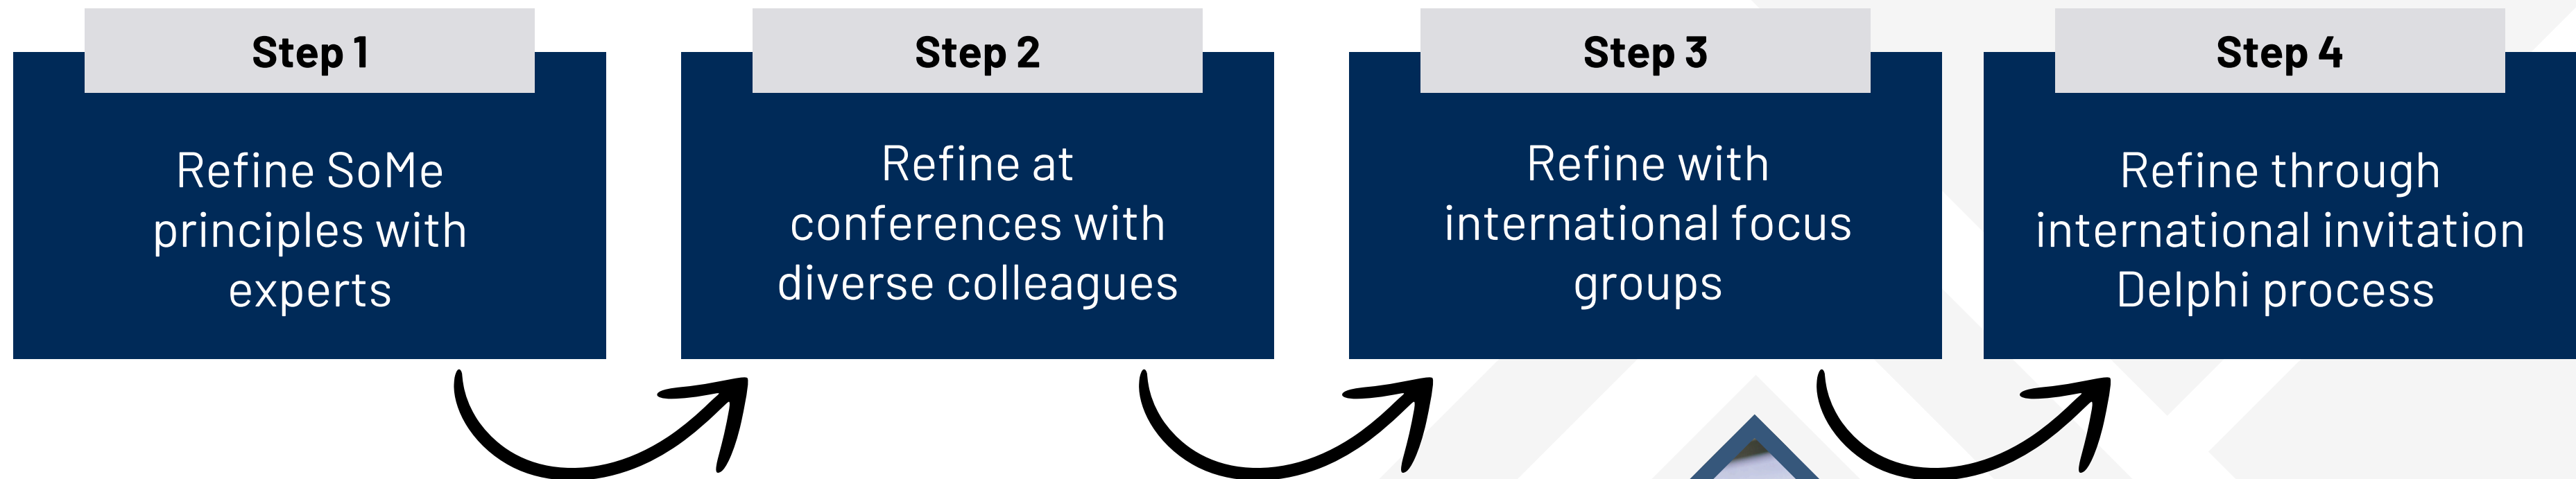 Step 1
Refine SoMe
principles with
experts
Step 2
Refine at
conferences with
diverse colleagues
Step 3
Refine with
international focus
groups
Step 4
Refine through
international invitation
Delphi process